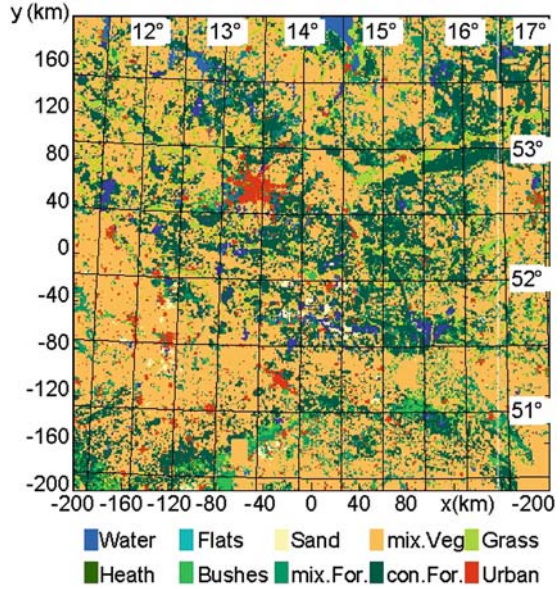 y (km)
12° 13° 14° 15° 16° 17°
160
120
80
53°
40
0
52°
-40
-80
-120
51°
-160
-200
-200 -160 -120 -80 -40 0 40 80 x(km) -200
Water Flats Sand mix.Veg Grass
Heath Bushes mix.For. con.For. Urban